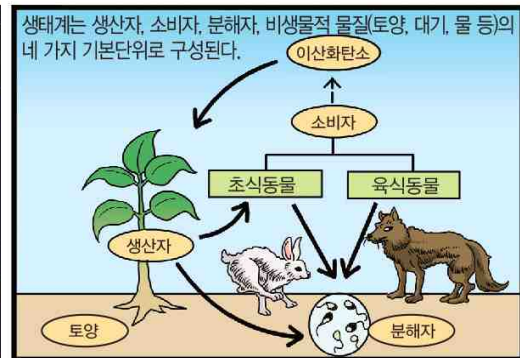 생태계는 생산자, 소비자, 분해자, 비생물적 물질(토양, 대기, 물 등)의
네 가지 기본단위로 구성된다.
이산화탄소
소비자
초식동물
육식동물
생산자
토양
분해자